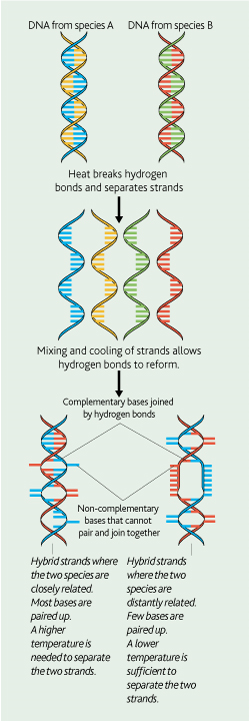 DNA from species A
DNA from species B
Heat breaks hydrogen
bonds and separates strands
Mixing and cooling of strands allows
hydrogen bonds to reform.
Complementary bases joined
by hydrogen bonds
Non-complementary
bases that cannot
pair and join together
Hybrid strands where
the two species are
closely related.
Most bases are
paired up.
A higher
temperature is
needed to separate
the two strands.
Hybrid strands
where the two
species are
distantly related.
Few bases are
paired up.
A lower
temperature is
sufficient to
separate the two
strands.